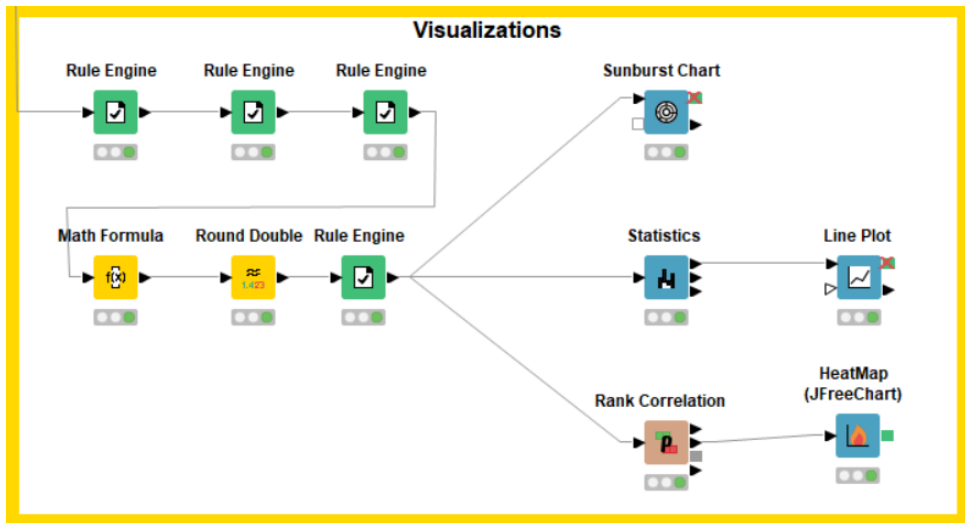 Visualizations
Rule Engine
Rule Engine
Rule Engine
Sunburst Chart
Math Formula
Round Double
Rule Engine
Statistics
Line Plot
f(x)
1.423
HeatMap
(JFreeChart)
Rank Correlation
ρ